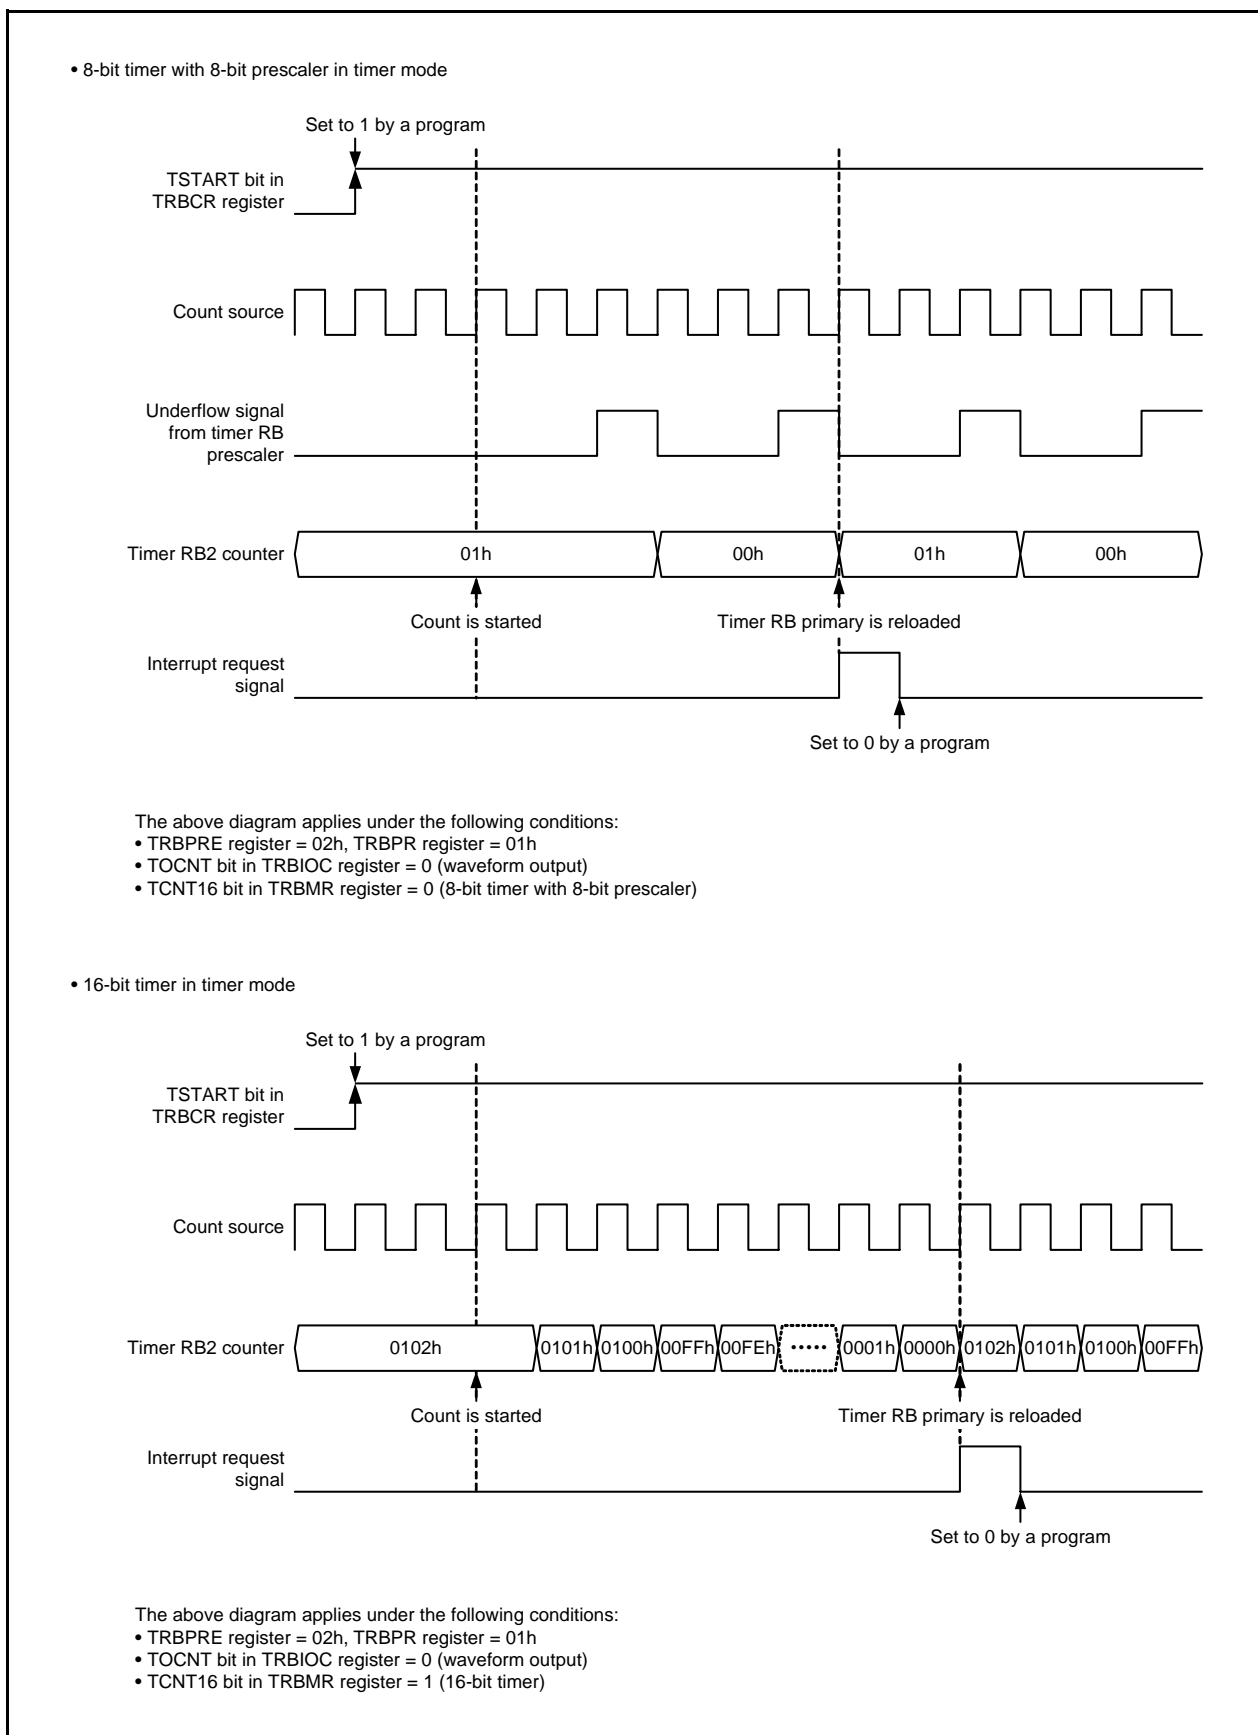 • 8-bit timer with 8-bit prescaler in timer mode
Set to 1 by a program
TSTART bit in
TRBCR register
Count source
Underflow signal
from timer RB
prescaler
Timer RB2 counter
01h
00h
01h
00h
Count is started
Timer RB primary is reloaded
Interrupt request
signal
Set to 0 by a program
The above diagram applies under the following conditions:
• TRBPRE register = 02h, TRBPR register = 01h
• TOCNT bit in TRBIOC register = 0 (waveform output)
• TCNT16 bit in TRBMR register = 0 (8-bit timer with 8-bit prescaler)
• 16-bit timer in timer mode
Set to 1 by a program
TSTART bit in
TRBCR register
Count source
Timer RB2 counter
0102h
0101h
0100h
00FFh
00FEh
•••••
0001h
0000h
0102h
0101h
0100h
00FFh
Count is started
Timer RB primary is reloaded
Interrupt request
signal
Set to 0 by a program
The above diagram applies under the following conditions:
• TRBPRE register = 02h, TRBPR register = 01h
• TOCNT bit in TRBIOC register = 0 (waveform output)
• TCNT16 bit in TRBMR register = 1 (16-bit timer)